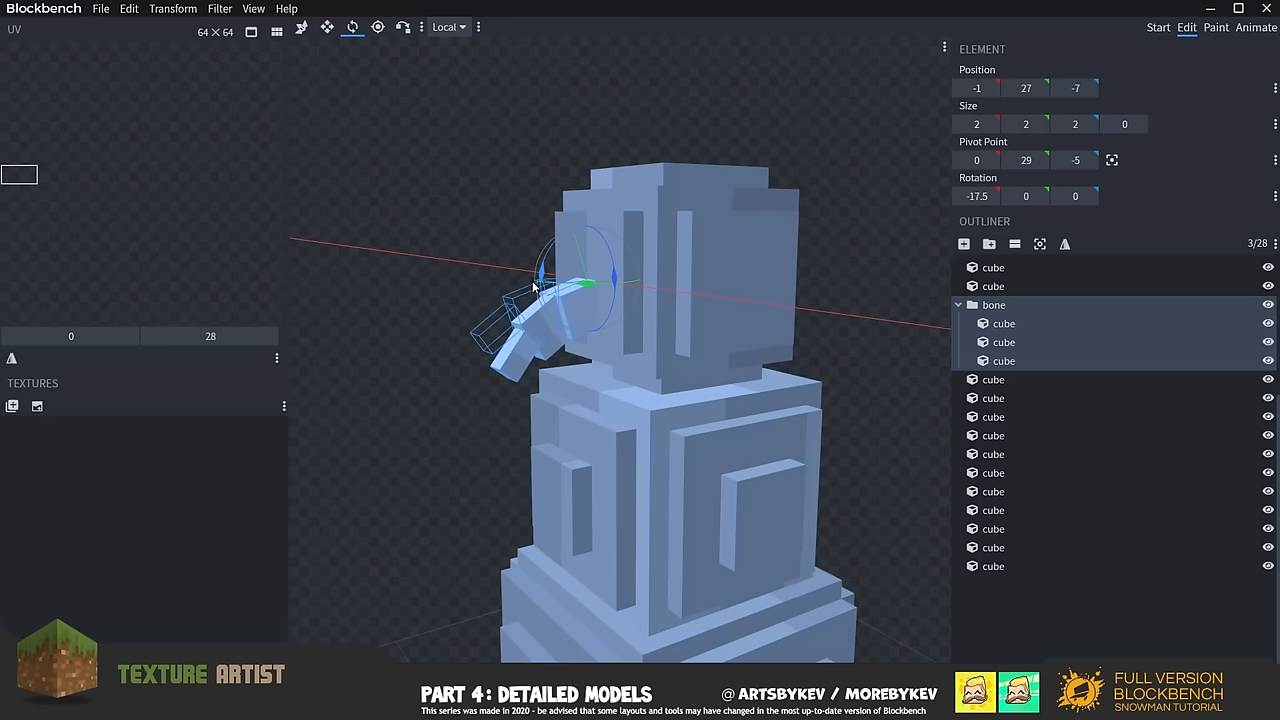 Blockbench File Edit Transform Filter View Help
UV 64 × 64 Local Start Edit Paint Animate
ELEMENT
Position
-1 27 -7
Size
2 2 2 0
Pivot Point
0 29 -5
Rotation
-17.5 0 0
OUTLINER
3/28
cube
cube
bone
cube
cube
cube
cube
cube
cube
cube
cube
cube
cube
cube
cube
cube
cube
0 28
TEXTURES
TEXTURE ARTIST
PART 4: DETAILED MODELS
@ARTSBYKEV / MOREBYKEV
This series was made in 2020 - be advised that some layouts and tools may have changed in the most up-to-date version of Blockbench
FULL VERSION
BLOCKBENCH
SNOWMAN TUTORIAL